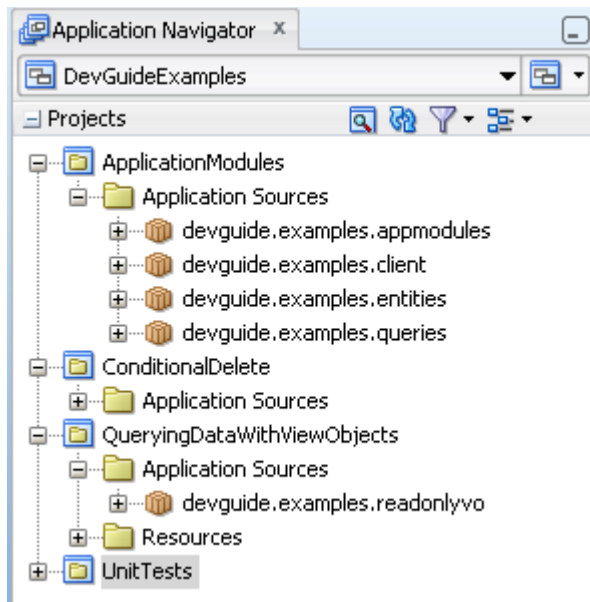 Application Navigator
DevGuideExamples
Projects
ApplicationModules
Application Sources
devguide.examples.appmodules
devguide.examples.client
devguide.examples.entities
devguide.examples.queries
ConditionalDelete
Application Sources
QueryingDataWithViewObjects
Application Sources
devguide.examples.readonlyvo
Resources
UnitTests